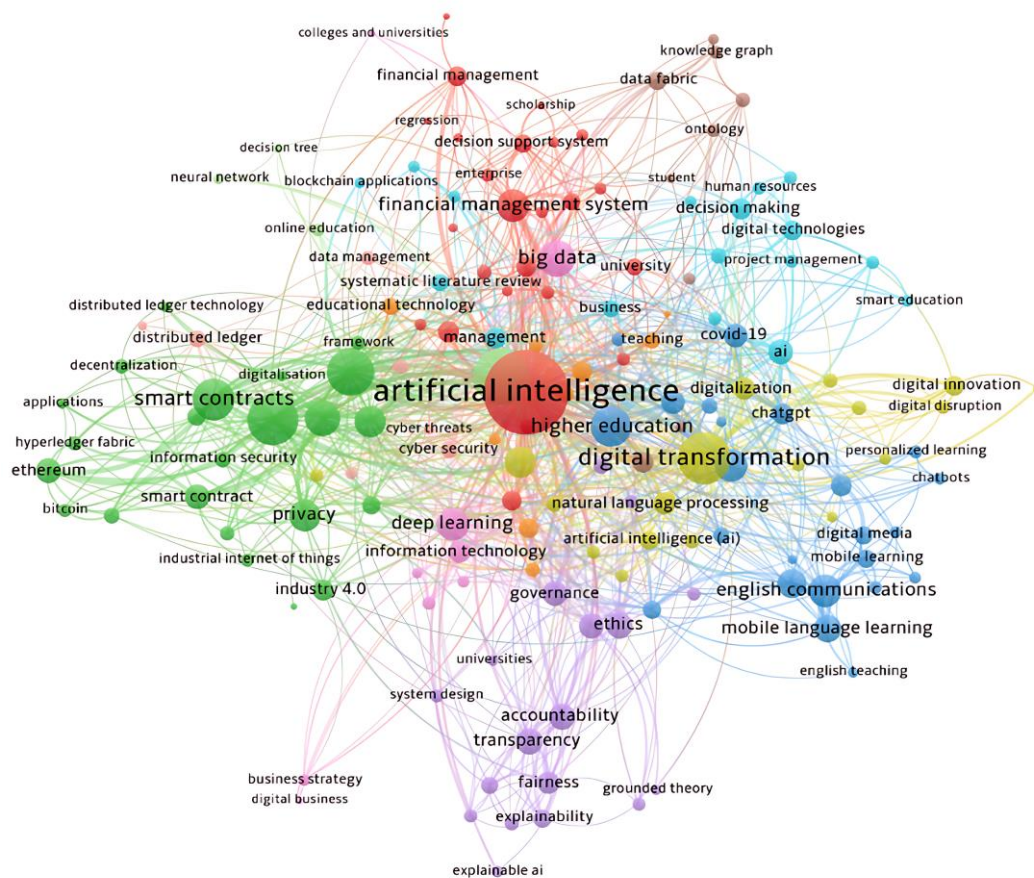 colleges and universities
knowledge graph
financial management
data fabric
scholarship
regression
ontology
decision support system
decision tree
enterprise
student
neural network
blockchain applications
human resources
financial management system
decision making
online education
digital technologies
data management
big data
project management
university
systematic literature review
smart education
distributed ledger technology
educational technology
business
distributed ledger
framework
management
teaching
covid-19
ai
decentralization
digitalisation
artificial intelligence
digitalization
digital innovation
smart contracts
applications
chatgpt
digital disruption
cyber threats
higher education
hyperledger fabric
cyber security
personalized learning
information security
digital transformation
ethereum
chatbots
smart contract
natural language processing
bitcoin
privacy
deep learning
digital media
artificial intelligence (ai)
information technology
mobile learning
industrial internet of things
industry 4.0
governance
english communications
ethics
mobile language learning
universities
english teaching
system design
accountability
transparency
business strategy
fairness
grounded theory
digital business
explainability
explainable ai